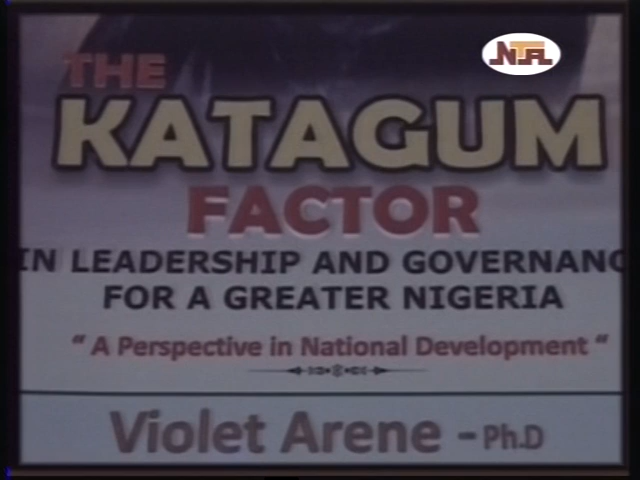 NTA
THE
KATAGUM
FACTOR
IN LEADERSHIP AND GOVERNANC
FOR A GREATER NIGERIA
" A Perspective in National Development "
Violet Arene - Ph.D